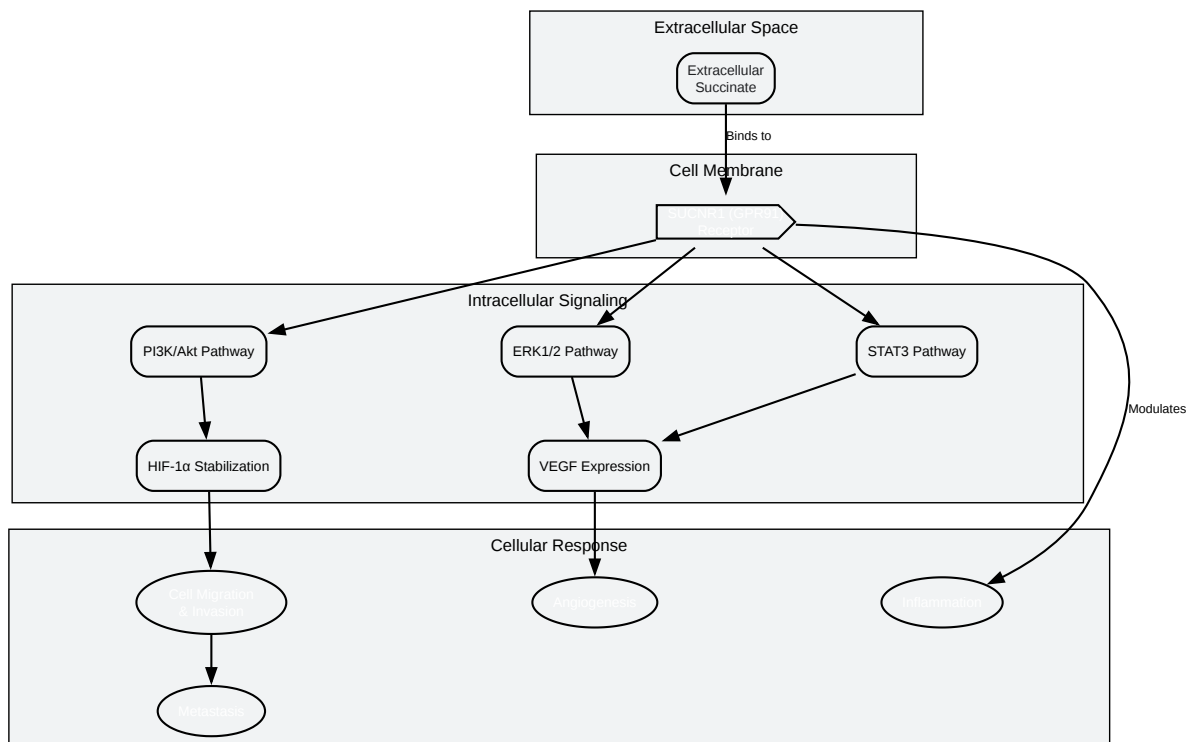 Extracellular Space
Extracellular
Succinate
Binds to
Cell Membrane
SUCNR1 (GPR91)
Receptor
Intracellular Signaling
PI3K/Akt Pathway
ERK1/2 Pathway
STAT3 Pathway
Modulates
HIF-1α Stabilization
VEGF Expression
Cellular Response
Cell Migration
& Invasion
Angiogenesis
Inflammation
Metastasis